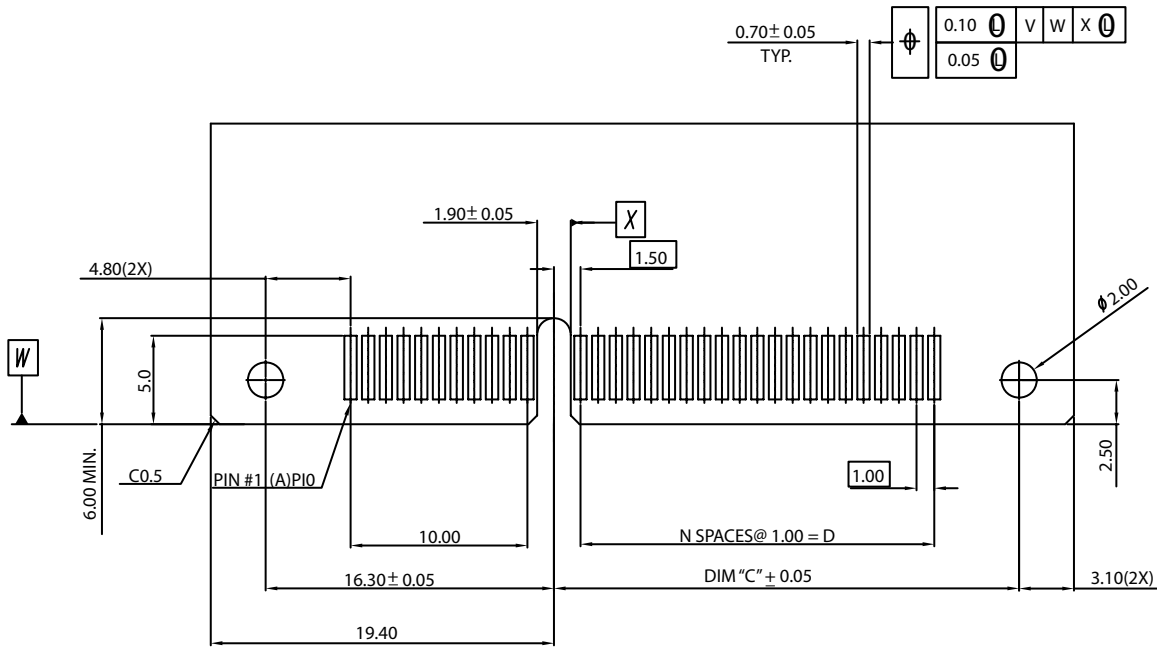 0.70± 0.05
TYP.
⌖ 0.10 Ⓛ V W X Ⓛ
0.05 Ⓛ
1.90± 0.05
X
1.50
4.80(2X)
ϕ 2.00
W
5.0
6.00 MIN.
C0.5
PIN #1 (A)PI0
1.00
2.50
10.00
N SPACES@ 1.00 = D
16.30± 0.05
DIM “C” ± 0.05
3.10(2X)
19.40